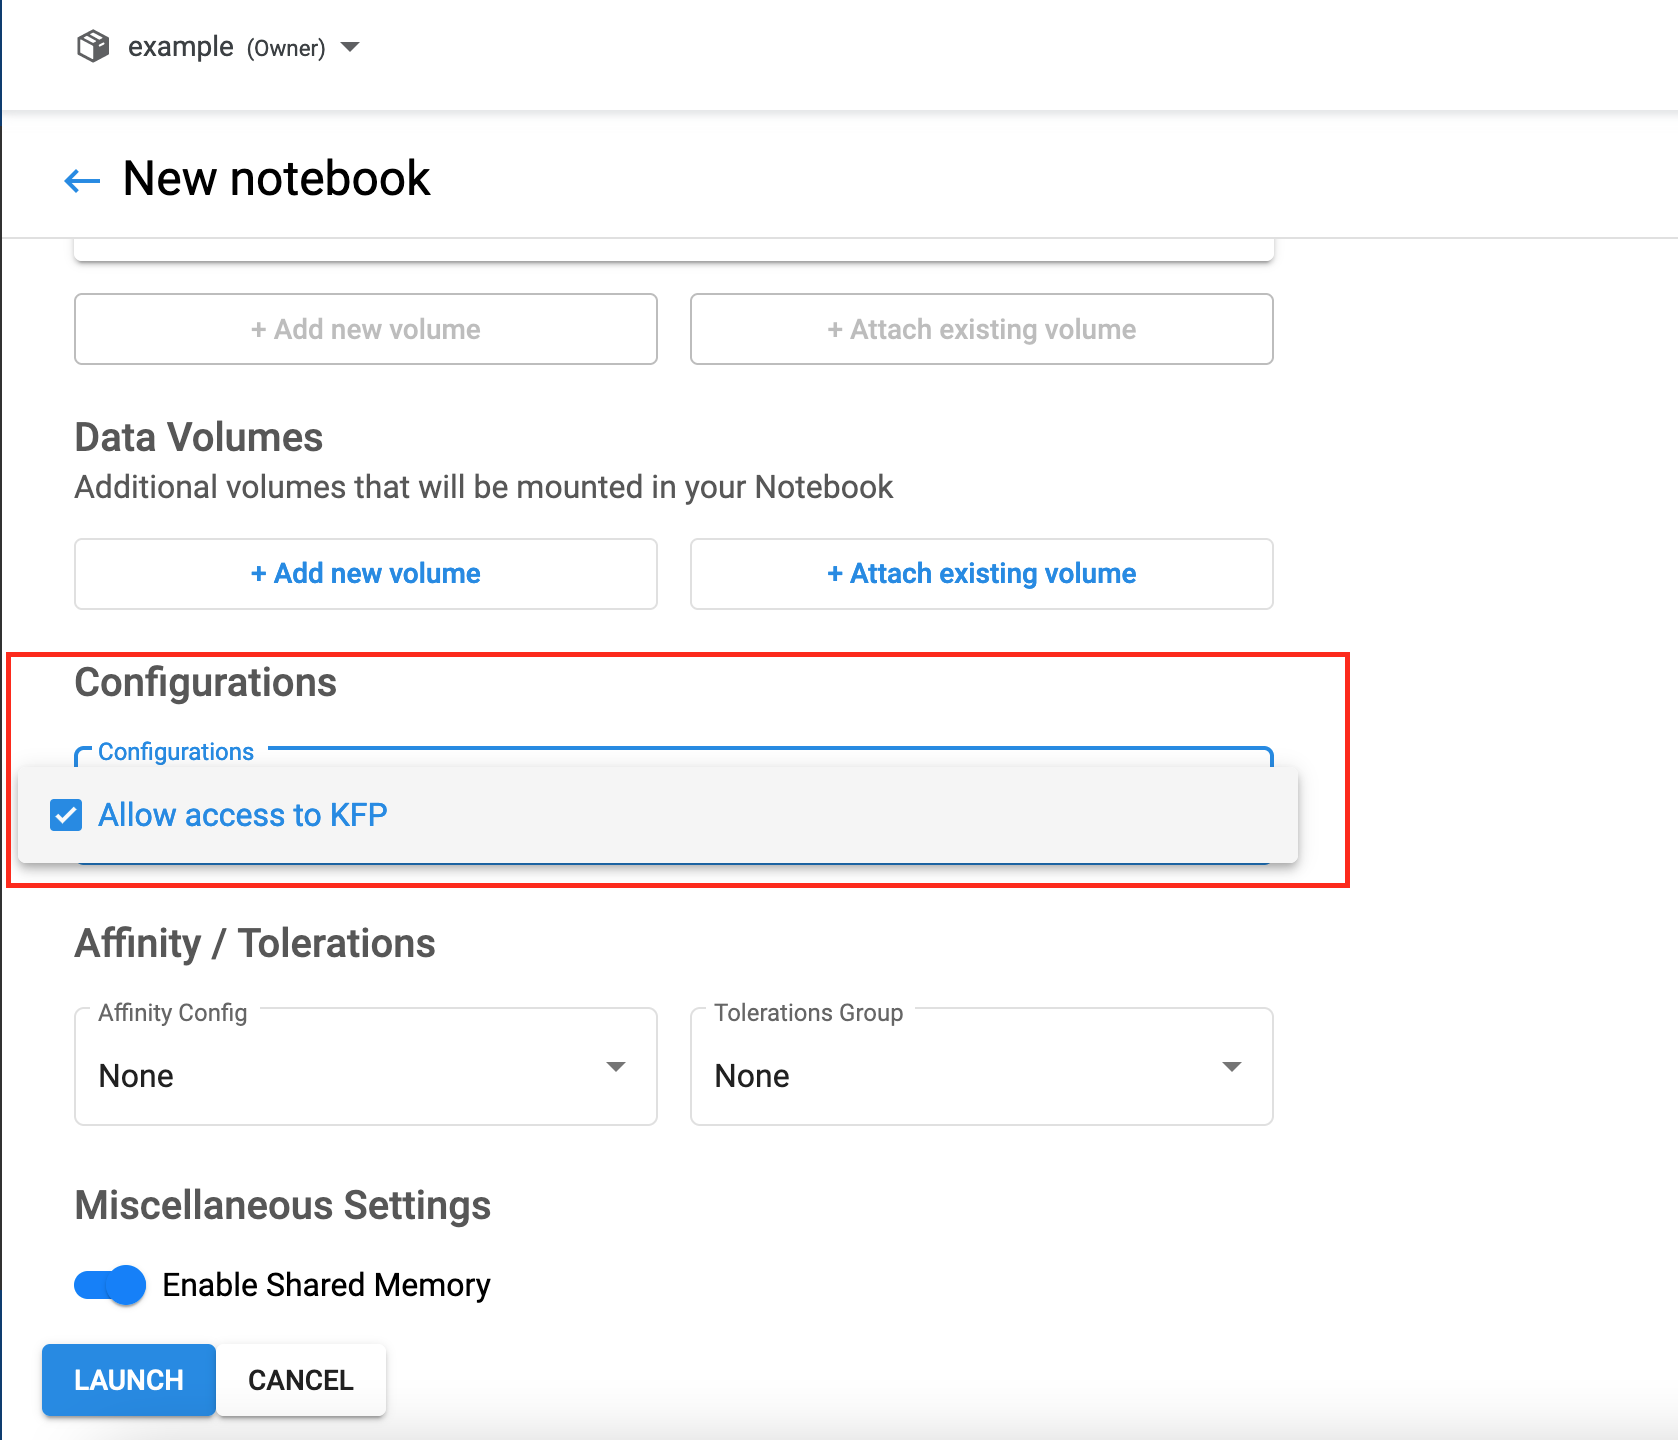 example (Owner)
New notebook
+ Add new volume
+ Attach existing volume
Data Volumes
Additional volumes that will be mounted in your Notebook
+ Add new volume
+ Attach existing volume
Configurations
Configurations
Allow access to KFP
Affinity / Tolerations
Affinity Config
None
Tolerations Group
None
Miscellaneous Settings
Enable Shared Memory
LAUNCH
CANCEL